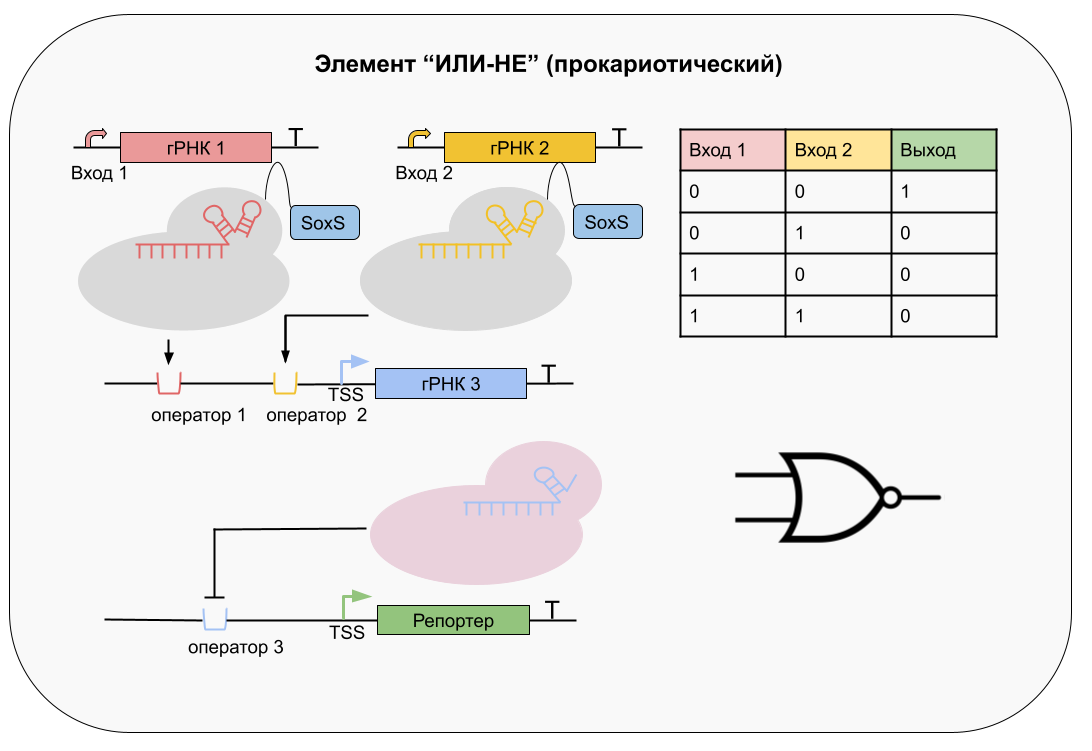 Элемент “ИЛИ-НЕ” (прокариотический)
гРНК 1
гРНК 2
Вход 1
Вход 2
SoxS
SoxS
Вход 1 Вход 2 Выход
0 0 1
0 1 0
1 0 0
1 1 0
гРНК 3
TSS
оператор 1
оператор 2
Репортер
TSS
оператор 3